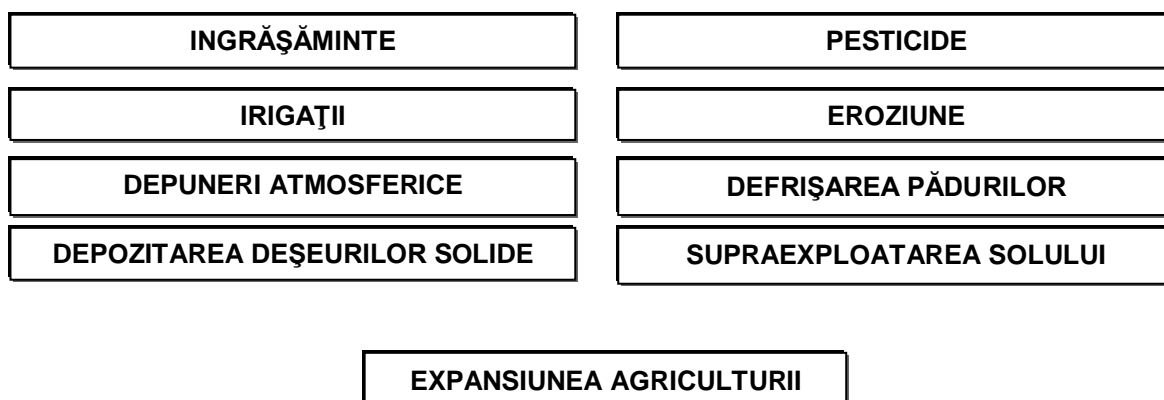 INGRĂŞĂMINTE
PESTICIDE
IRIGAŢII
EROZIUNE
DEPUNERI ATMOSFERICE
DEFRIŞAREA PĂDURILOR
DEPOZITAREA DEŞEURILOR SOLIDE
SUPRAEXPLOATAREA SOLULUI
EXPANSIUNEA AGRICULTURII